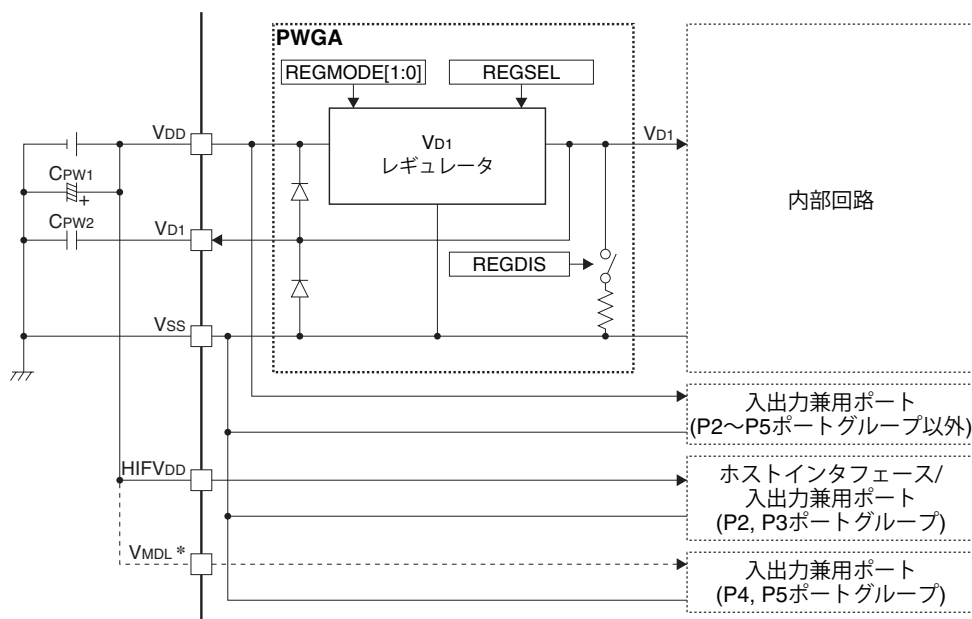 PWGA
REGMODE[1:0]
REGSEL
VDD
VD1
レギュレータ
VD1
内部回路
CPW1
+
CPW2
VD1
REGDIS
VSS
入出力兼用ポート
(P2～P5ポートグループ以外)
HIFVDD
ホストインタフェース/
入出力兼用ポート
(P2, P3ポートグループ)
VMDL *
入出力兼用ポート
(P4, P5ポートグループ)